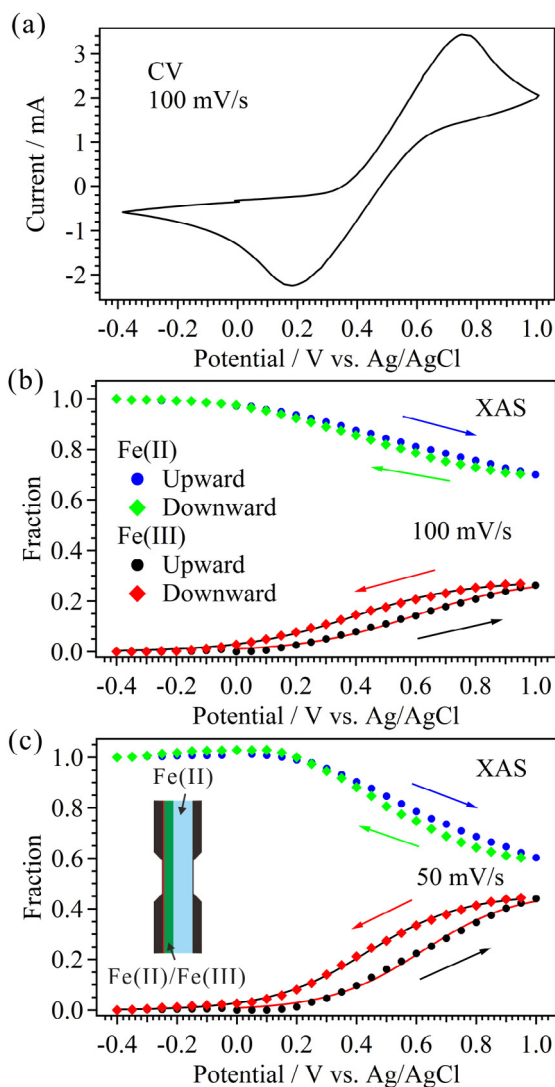 (a)
CV
100 mV/s
Current / mA
3
2
1
0
-1
-2
-0.4 -0.2 0.0 0.2 0.4 0.6 0.8 1.0
Potential / V vs. Ag/AgCl
(b)
XAS
Fe(II)
Upward
Downward
Fe(III)
Upward
Downward
100 mV/s
Fraction
1.0
0.8
0.6
0.4
0.2
0.0
-0.4 -0.2 0.0 0.2 0.4 0.6 0.8 1.0
Potential / V vs. Ag/AgCl
(c)
Fe(II)
XAS
50 mV/s
Fe(II)/Fe(III)
Fraction
1.0
0.8
0.6
0.4
0.2
0.0
-0.4 -0.2 0.0 0.2 0.4 0.6 0.8 1.0
Potential / V vs. Ag/AgCl